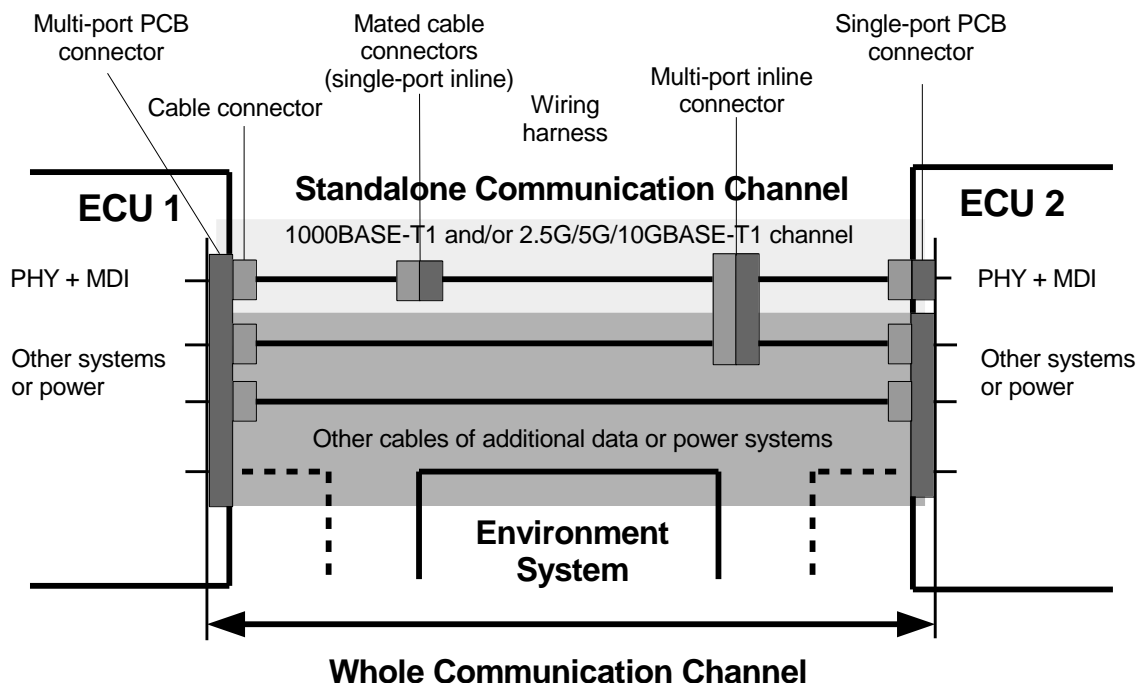 Multi-port PCB
connector
Mated cable
connectors
(single-port inline)
Single-port PCB
connector
Multi-port inline
connector
Cable connector
Wiring
harness
Standalone Communication Channel
ECU 1
ECU 2
1000BASE-T1 and/or 2.5G/5G/10GBASE-T1 channel
PHY + MDI
PHY + MDI
Other systems
or power
Other systems
or power
Other cables of additional data or power systems
Environment
System
Whole Communication Channel